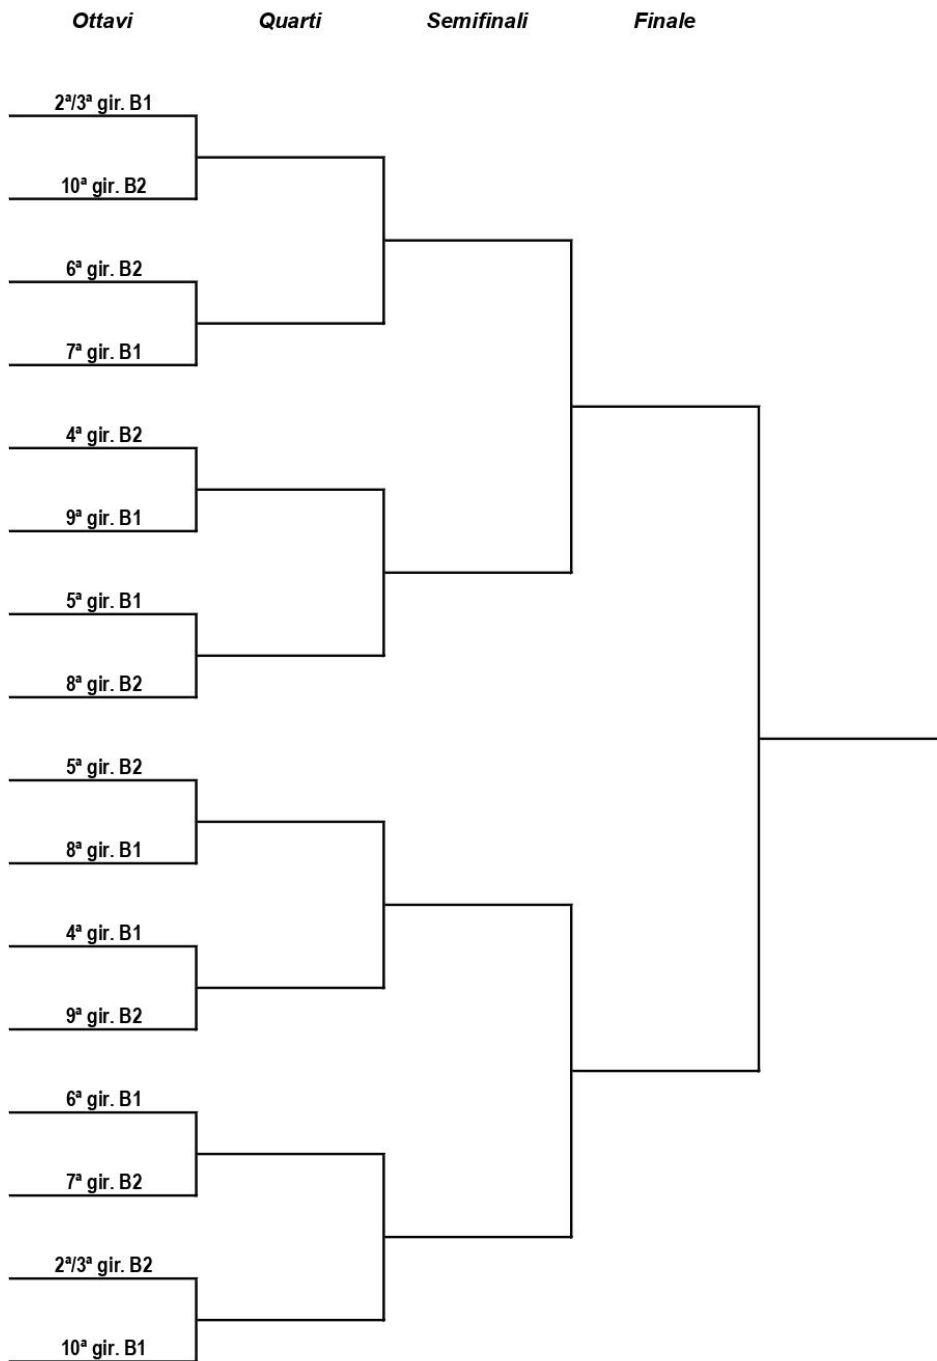 Ottavi Quarti Semifinali Finale
2ª/3ª gir. B1
10ª gir. B2
6ª gir. B2
7ª gir. B1
4ª gir. B2
9ª gir. B1
5ª gir. B1
8ª gir. B2
5ª gir. B2
8ª gir. B1
4ª gir. B1
9ª gir. B2
6ª gir. B1
7ª gir. B2
2ª/3ª gir. B2
10ª gir. B1